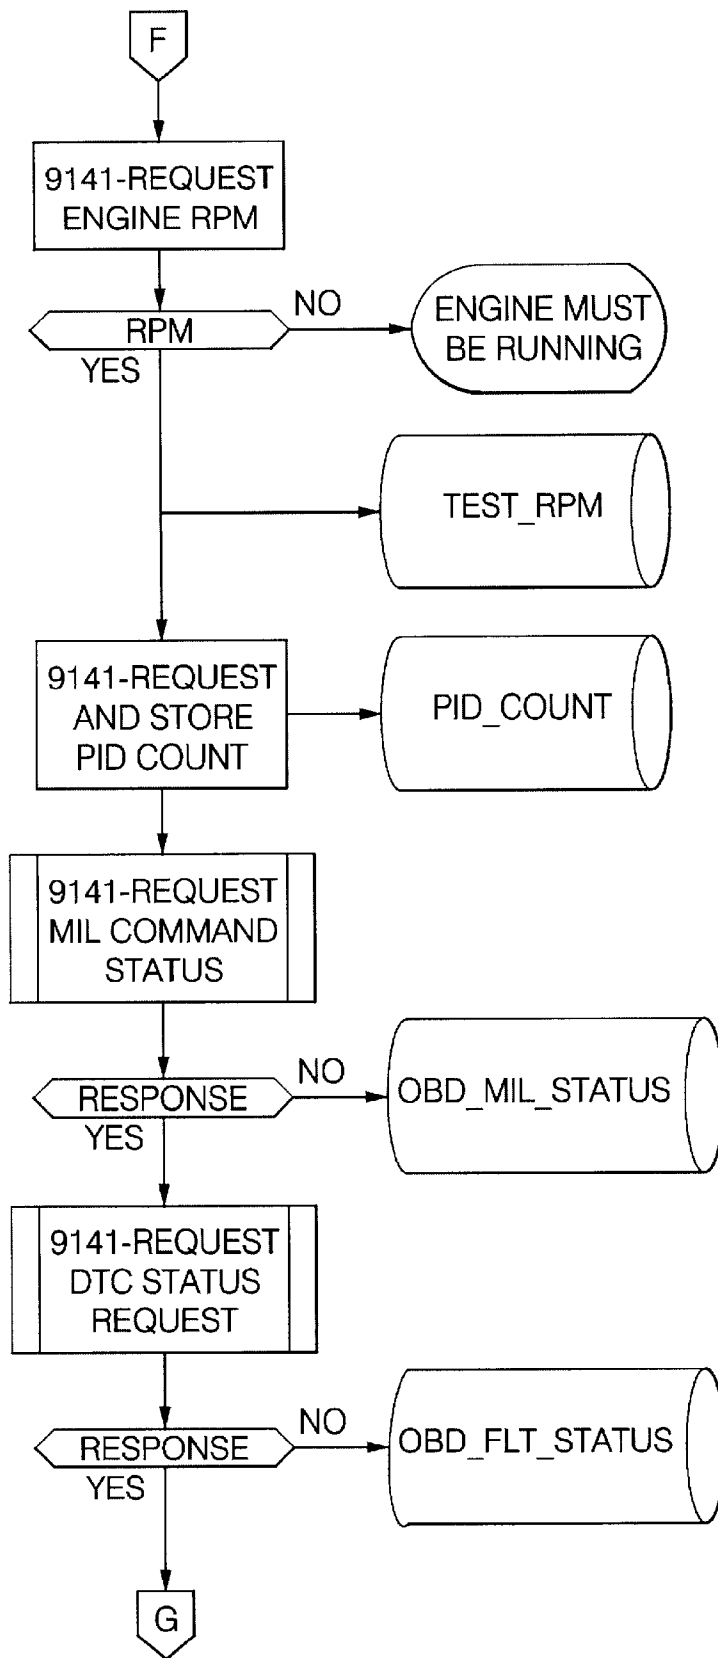 F
9141-REQUEST
ENGINE RPM
RPM
NO
YES
ENGINE MUST
BE RUNNING
TEST_RPM
9141-REQUEST
AND STORE
PID COUNT
PID_COUNT
9141-REQUEST
MIL COMMAND
STATUS
RESPONSE
NO
YES
OBD_MIL_STATUS
9141-REQUEST
DTC STATUS
REQUEST
RESPONSE
NO
YES
OBD_FLT_STATUS
G